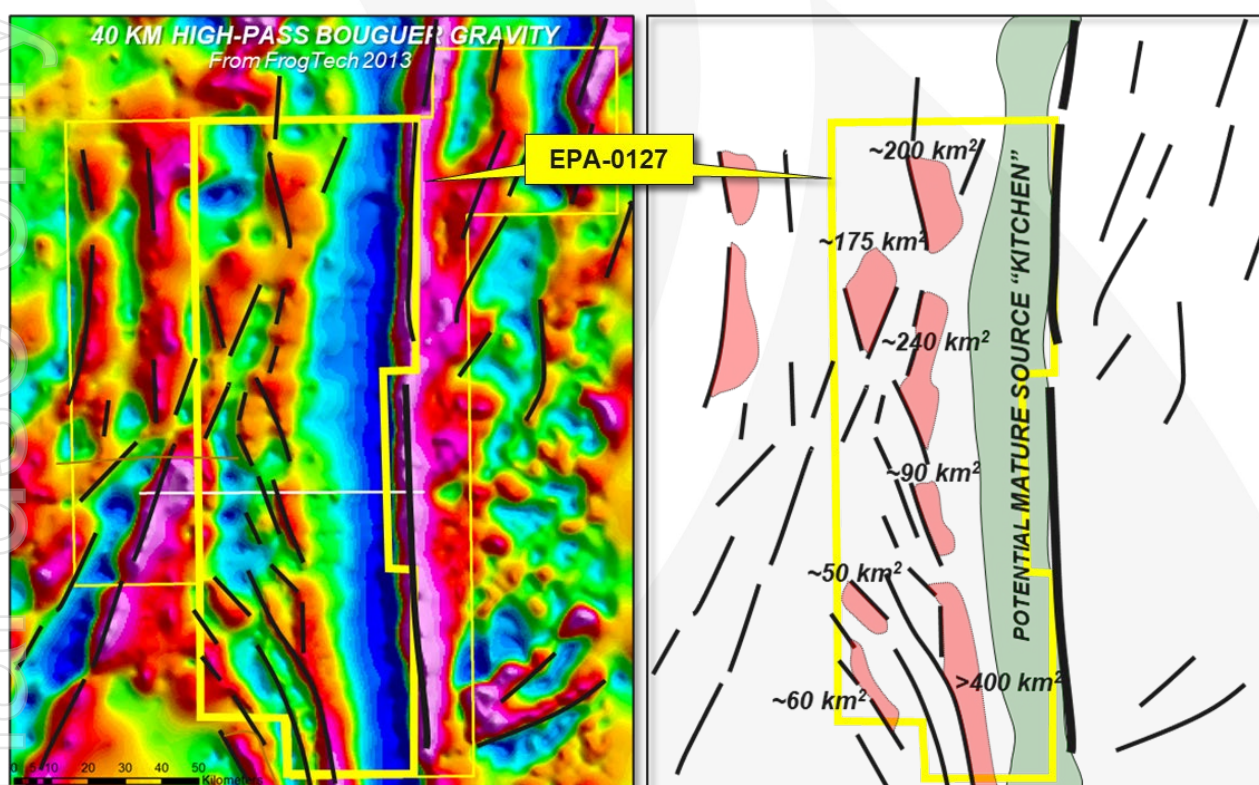 40 KM HIGH-PASS BOUGUER GRAVITY
From FrogTech 2013
EPA-0127
~200 km²
~175 km²
~240 km²
~90 km²
~50 km²
~60 km²
>400 km²
POTENTIAL MATURE SOURCE “KITCHEN”
0 5 10 20 30 40 50
Kilometers